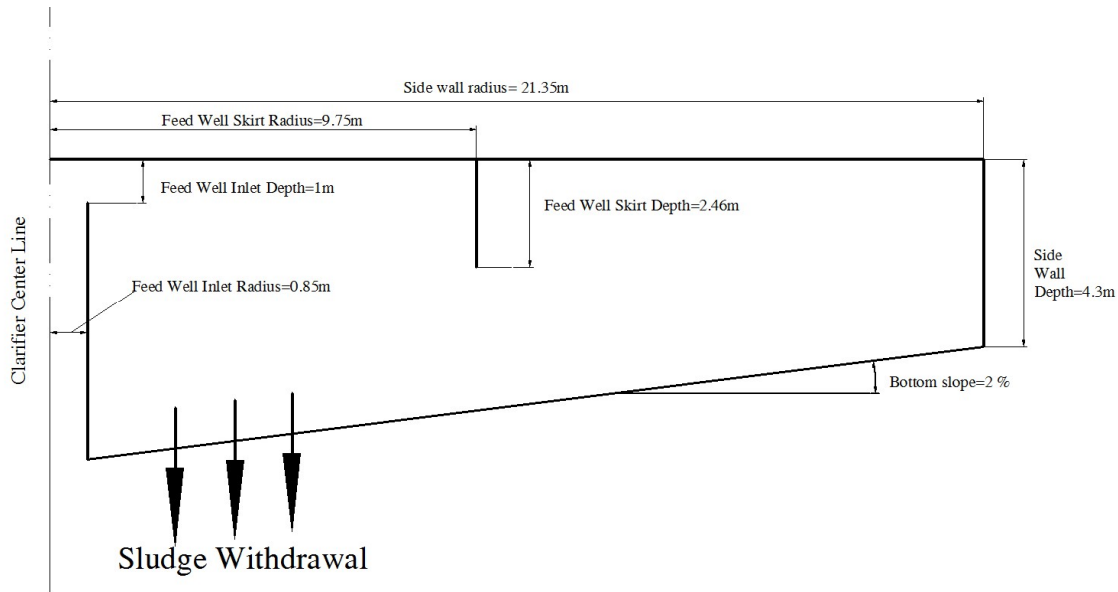 Side wall radius= 21.35m
Feed Well Skirt Radius=9.75m
Feed Well Inlet Depth=1m
Feed Well Skirt Depth=2.46m
Side
Wall
Depth=4.3m
Feed Well Inlet Radius=0.85m
Clarifier Center Line
Bottom slope=2 %
Sludge Withdrawal